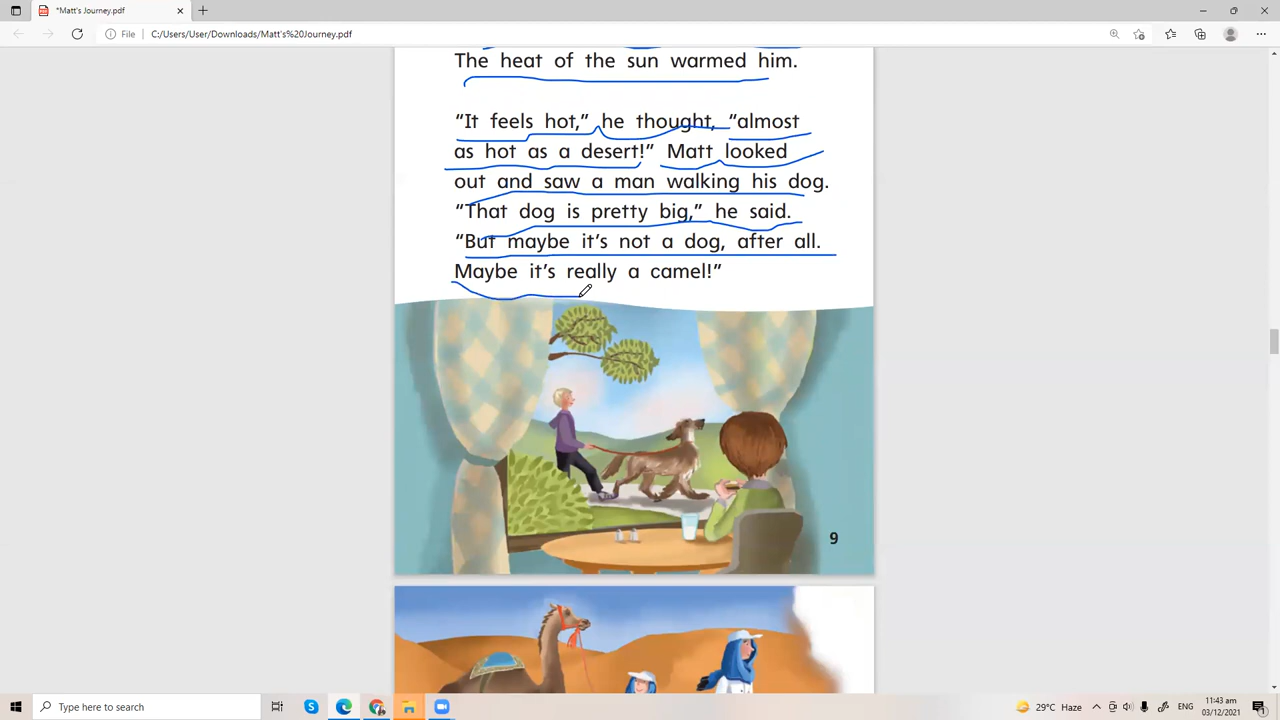 *Matt's Journey.pdf
File
C:/Users/User/Downloads/Matt's%20Journey.pdf
The heat of the sun warmed him.
“It feels hot,” he thought, “almost
as hot as a desert!” Matt looked
out and saw a man walking his dog.
“That dog is pretty big,” he said.
“But maybe it’s not a dog, after all.
Maybe it’s really a camel!”
9
Type here to search
29°C Haze
ENG
11:43 am
03/12/2021